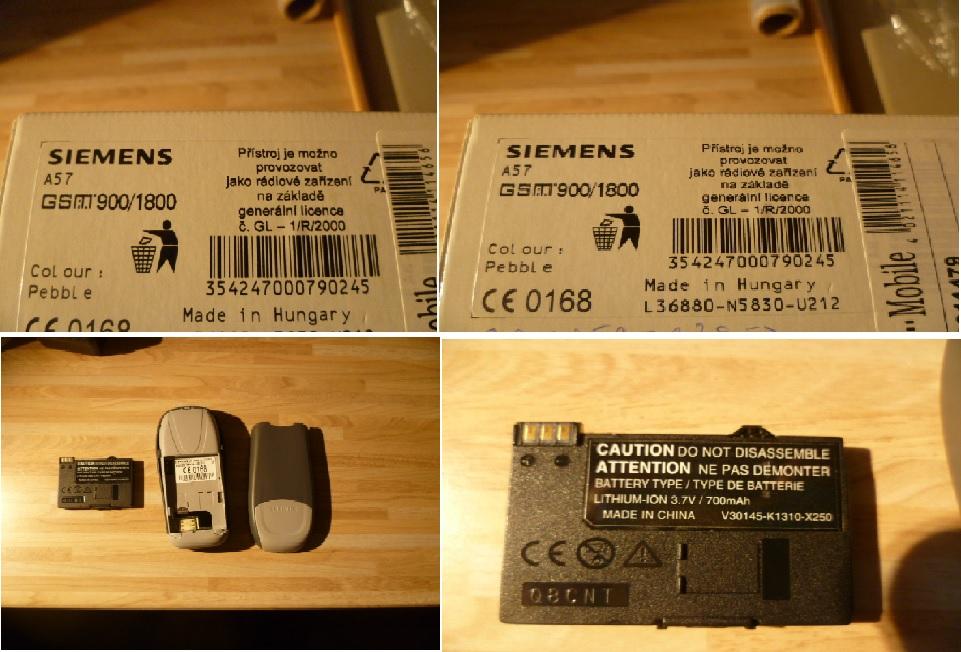 SIEMENS
A57
GSM 900/1800
Přístroj je možno
provozovat
jako rádiové zařízení
na základě
generální licence
č. GL – 1/R/2000
Colour:
Pebble
354247000790245
Made in Hungary
CE 0168
SIEMENS
A57
GSM 900/1800
Přístroj je možno
provozovat
jako rádiové zařízení
na základě
generální licence
č. GL – 1/R/2000
Colour:
Pebble
354247000790245
CE 0168
Made in Hungary
L36880-N5830-U212
Mobile
CE 0168
CAUTION DO NOT DISASSEMBLE
ATTENTION NE PAS DÉMONTER
BATTERY TYPE / TYPE DE BATTERIE
LITHIUM-ION 3.7V / 700mAh
MADE IN CHINA V30145-K1310-X250
CE
Q8CNT